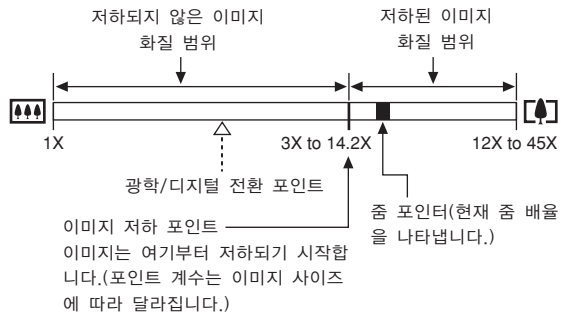 저하되지 않은 이미지
화질 범위
저하된 이미지
화질 범위
1X
3X to 14.2X
12X to 45X
광학/디지털 전환 포인트
이미지 저하 포인트
이미지는 여기부터 저하되기 시작합
니다.(포인트 계수는 이미지 사이즈
에 따라 달라집니다.)
줌 포인터(현재 줌 배율
을 나타냅니다.)